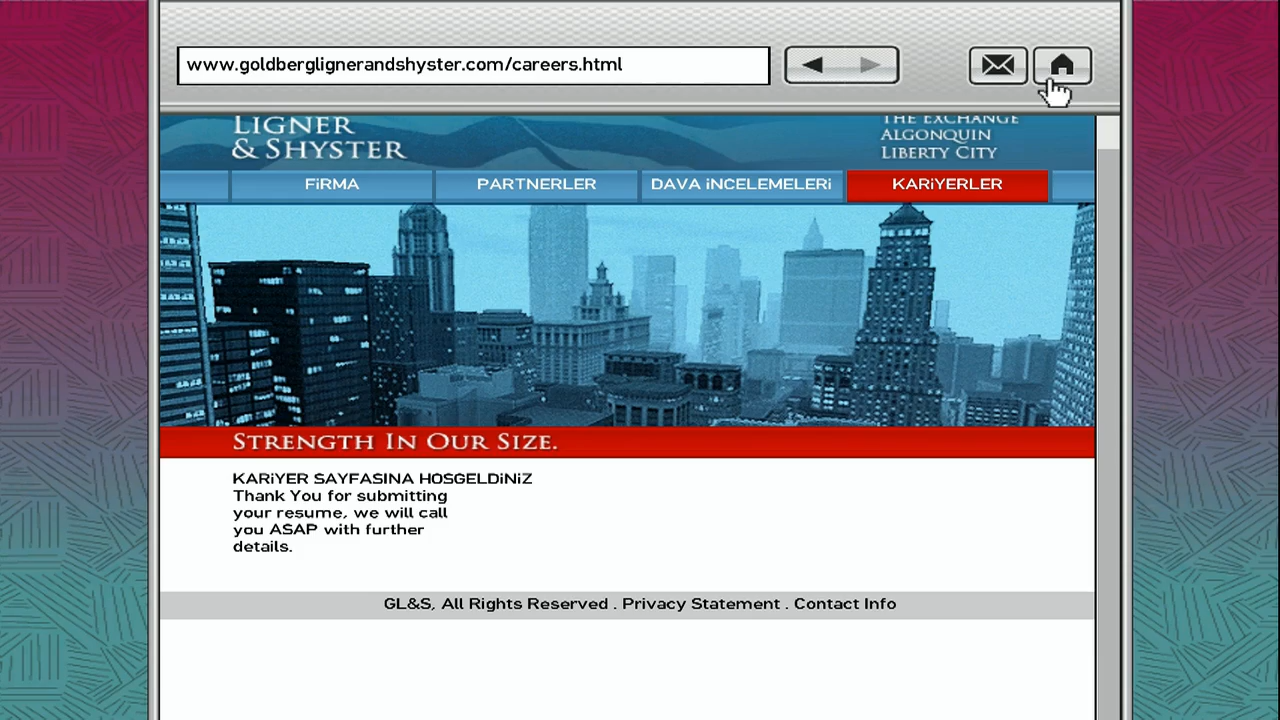 www.goldberglignerandshyster.com/careers.html
LIGNER
& SHYSTER
THE EXCHANGE
ALGONQUIN
LIBERTY CITY
FiRMA
PARTNERLER
DAVA iNCELEMELERi
KARiYERLER
STRENGTH IN OUR SIZE.
KARiYER SAYFASINA HOSGELDiNiZ
Thank You for submitting
your resume, we will call
you ASAP with further
details.
GL&S, All Rights Reserved . Privacy Statement . Contact Info